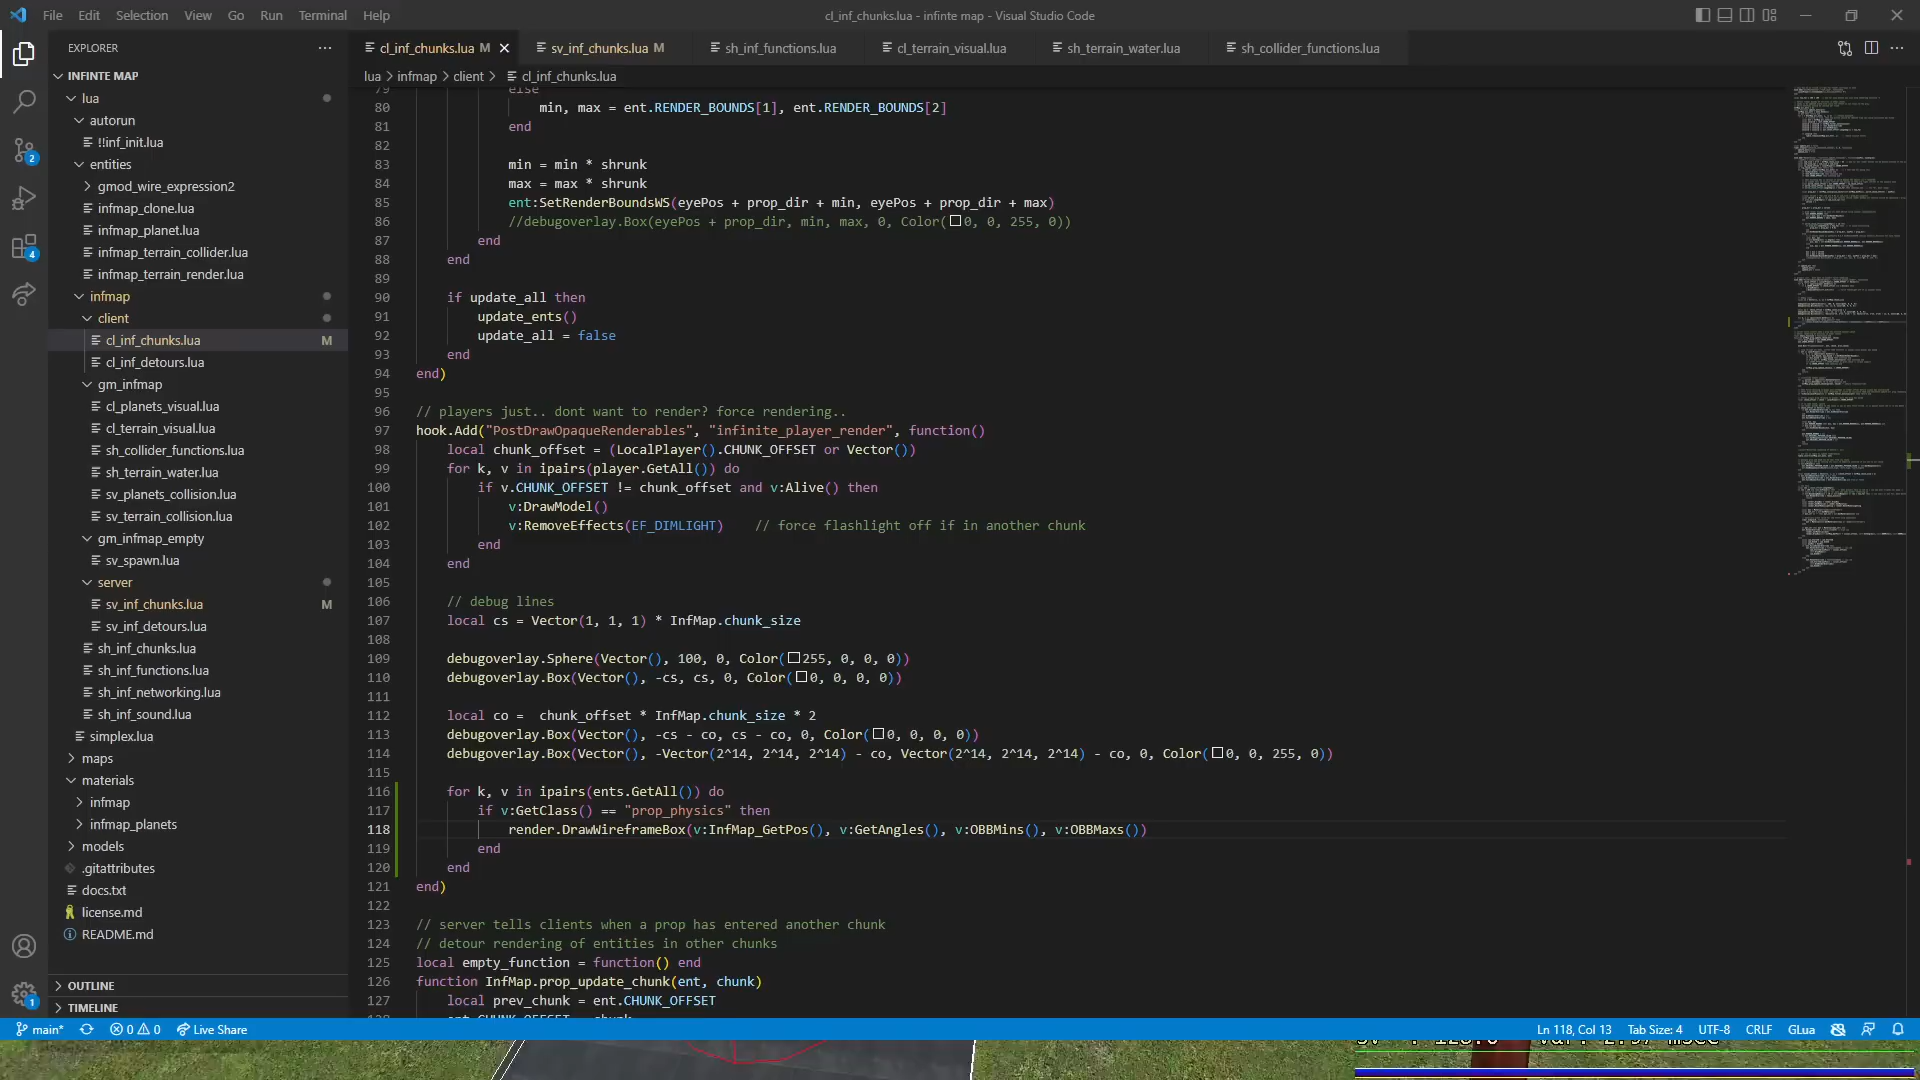 File Edit Selection View Go Run Terminal Help
cl_inf_chunks.lua - infinte map - Visual Studio Code
EXPLORER
cl_inf_chunks.lua M
sv_inf_chunks.lua M
sh_inf_functions.lua
cl_terrain_visual.lua
sh_terrain_water.lua
sh_collider_functions.lua
lua > infmap > client > cl_inf_chunks.lua
INFINTE MAP
lua
autorun
!!inf_init.lua
entities
gmod_wire_expression2
infmap_clone.lua
infmap_planet.lua
infmap_terrain_collider.lua
infmap_terrain_render.lua
infmap
client
cl_inf_chunks.lua M
cl_inf_detours.lua
gm_infmap
cl_planets_visual.lua
cl_terrain_visual.lua
sh_collider_functions.lua
sh_terrain_water.lua
sv_planets_collision.lua
sv_terrain_collision.lua
gm_infmap_empty
sv_spawn.lua
server
sv_inf_chunks.lua M
sv_inf_detours.lua
sh_inf_chunks.lua
sh_inf_functions.lua
sh_inf_networking.lua
sh_inf_sound.lua
simplex.lua
maps
materials
infmap
infmap_planets
models
.gitattributes
docs.txt
license.md
README.md
OUTLINE
TIMELINE
2
4
1
79 else
80 min, max = ent.RENDER_BOUNDS[1], ent.RENDER_BOUNDS[2]
81 end
82
83 min = min * shrunk
84 max = max * shrunk
85 ent:SetRenderBoundsWS(eyePos + prop_dir + min, eyePos + prop_dir + max)
86 //debugoverlay.Box(eyePos + prop_dir, min, max, 0, Color(0, 0, 255, 0))
87 end
88 end
89
90 if update_all then
91 update_ents()
92 update_all = false
93 end
94 end)
95
96 // players just.. dont want to render? force rendering..
97 hook.Add("PostDrawOpaqueRenderables", "infinite_player_render", function()
98 local chunk_offset = (LocalPlayer().CHUNK_OFFSET or Vector())
99 for k, v in ipairs(player.GetAll()) do
100 if v.CHUNK_OFFSET != chunk_offset and v:Alive() then
101 v:DrawModel()
102 v:RemoveEffects(EF_DIMLIGHT) // force flashlight off if in another chunk
103 end
104 end
105
106 // debug lines
107 local cs = Vector(1, 1, 1) * InfMap.chunk_size
108
109 debugoverlay.Sphere(Vector(), 100, 0, Color(255, 0, 0, 0))
110 debugoverlay.Box(Vector(), -cs, cs, 0, Color(0, 0, 0, 0))
111
112 local co =  chunk_offset * InfMap.chunk_size * 2
113 debugoverlay.Box(Vector(), -cs - co, cs - co, 0, Color(0, 0, 0, 0))
114 debugoverlay.Box(Vector(), -Vector(2^14, 2^14, 2^14) - co, Vector(2^14, 2^14, 2^14) - co, 0, Color(0, 0, 255, 0))
115
116 for k, v in ipairs(ents.GetAll()) do
117 if v:GetClass() == "prop_physics" then
118 render.DrawWireframeBox(v:InfMap_GetPos(), v:GetAngles(), v:OBBMins(), v:OBBMaxs())
119 end
120 end
121 end)
122
123 // server tells clients when a prop has entered another chunk
124 // detour rendering of entities in other chunks
125 local empty_function = function() end
126 function InfMap.prop_update_chunk(ent, chunk)
127 local prev_chunk = ent.CHUNK_OFFSET
main* 0 0 Live Share
Ln 118, Col 13 Tab Size: 4 UTF-8 CRLF GLua